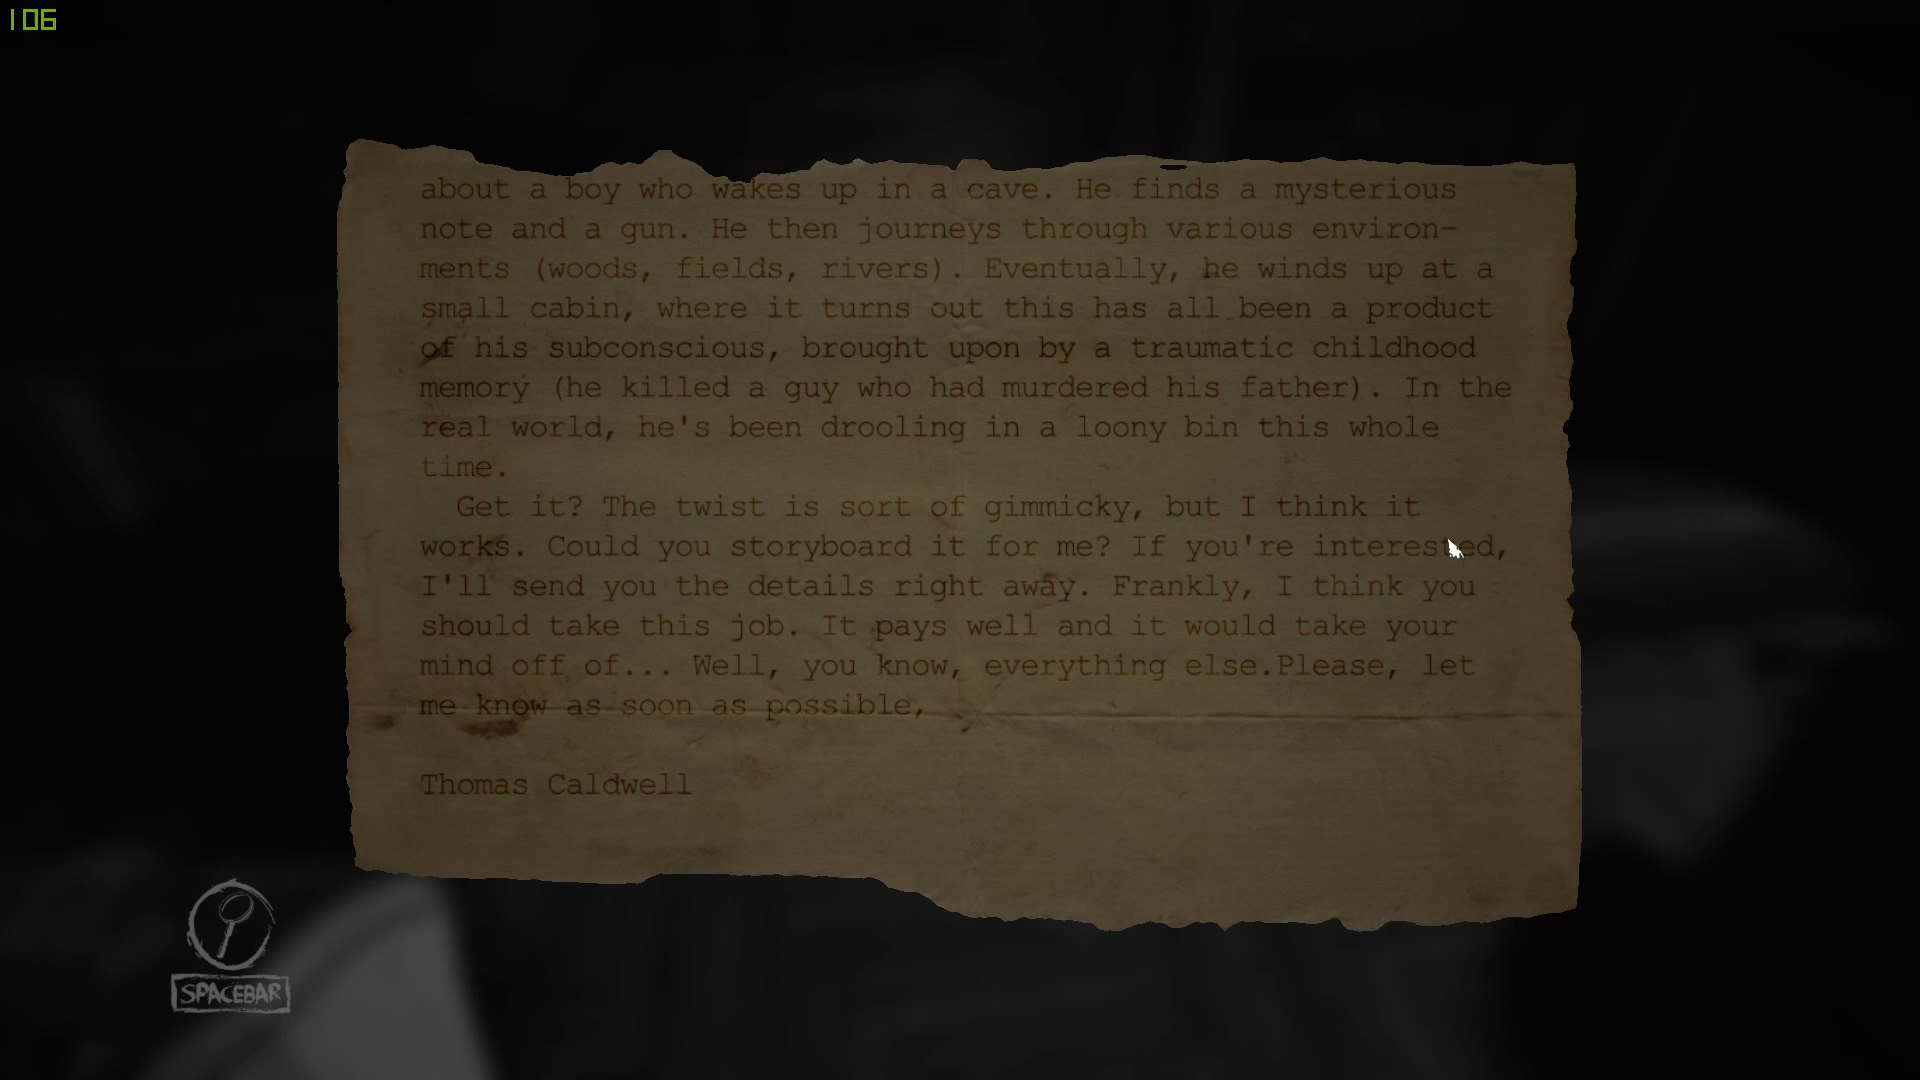 106
about a boy who wakes up in a cave. He finds a mysterious
note and a gun. He then journeys through various environ-
ments (woods, fields, rivers). Eventually, he winds up at a
small cabin, where it turns out this has all been a product
of his subconscious, brought upon by a traumatic childhood
memory (he killed a guy who had murdered his father). In the
real world, he's been drooling in a loony bin this whole
time.
Get it? The twist is sort of gimmicky, but I think it
works. Could you storyboard it for me? If you're interested,
I'll send you the details right away. Frankly, I think you
should take this job. It pays well and it would take your
mind off of... Well, you know, everything else.Please, let
me know as soon as possible,
Thomas Caldwell
SPACEBAR